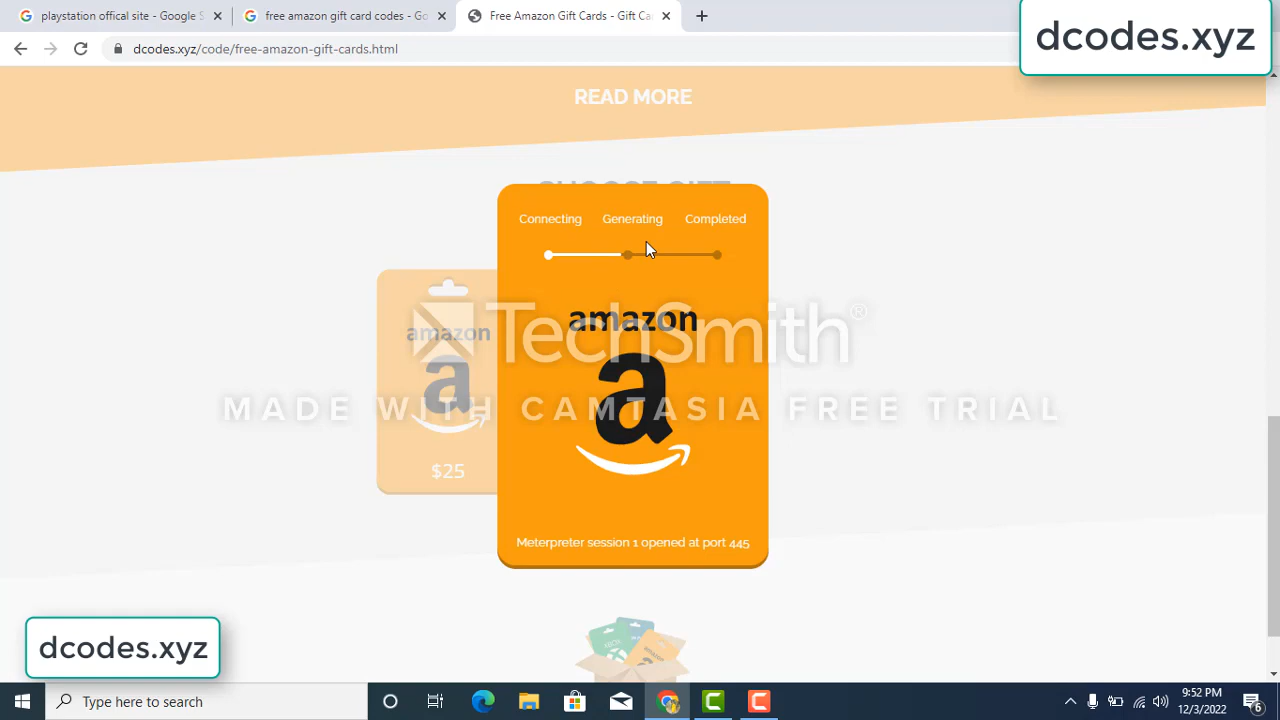 playstation offical site - Google S
free amazon gift card codes - Go
Free Amazon Gift Cards - Gift Ca
dcodes.xyz/code/free-amazon-gift-cards.html
dcodes.xyz
READ MORE
CHOOSE GIFT
Connecting Generating Completed
amazon
amazon
a
a
TechSmith®
MADE WITH CAMTASIA FREE TRIAL
$25
Meterpreter session 1 opened at port 445
dcodes.xyz
Type here to search
9:52 PM
12/3/2022
6